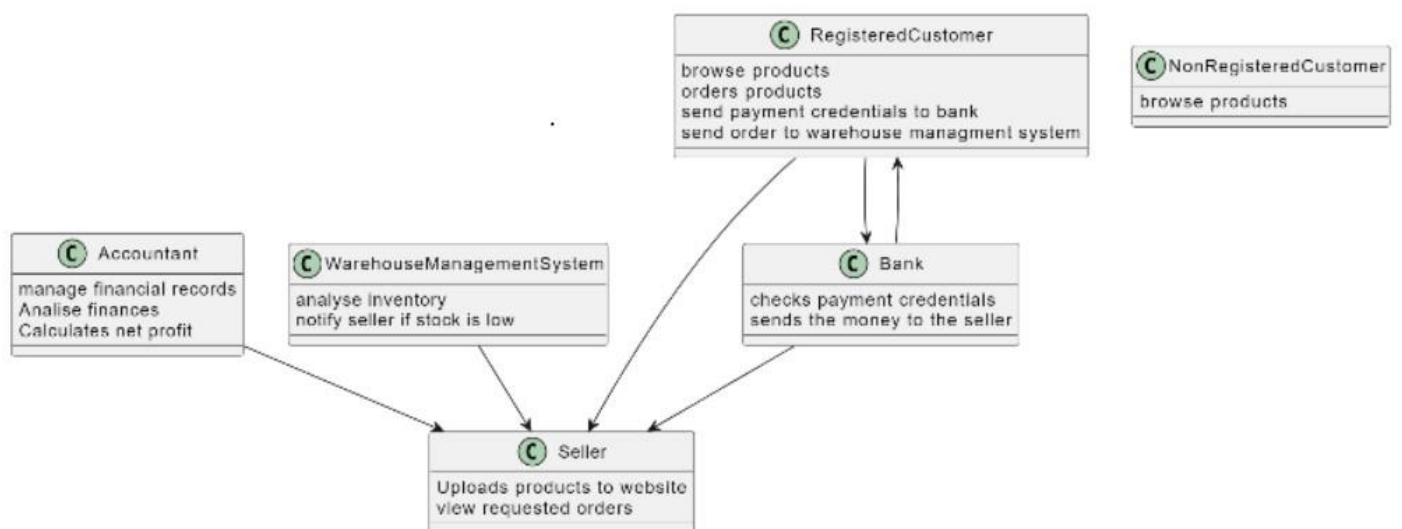 C RegisteredCustomer
browse products
orders products
send payment credentials to bank
send order to warehouse managment system
C NonRegisteredCustomer
browse products
C Accountant
manage financial records
Analise finances
Calculates net profit
C WarehouseManagementSystem
analyse inventory
notify seller if stock is low
C Bank
checks payment credentials
sends the money to the seller
C Seller
Uploads products to website
view requested orders